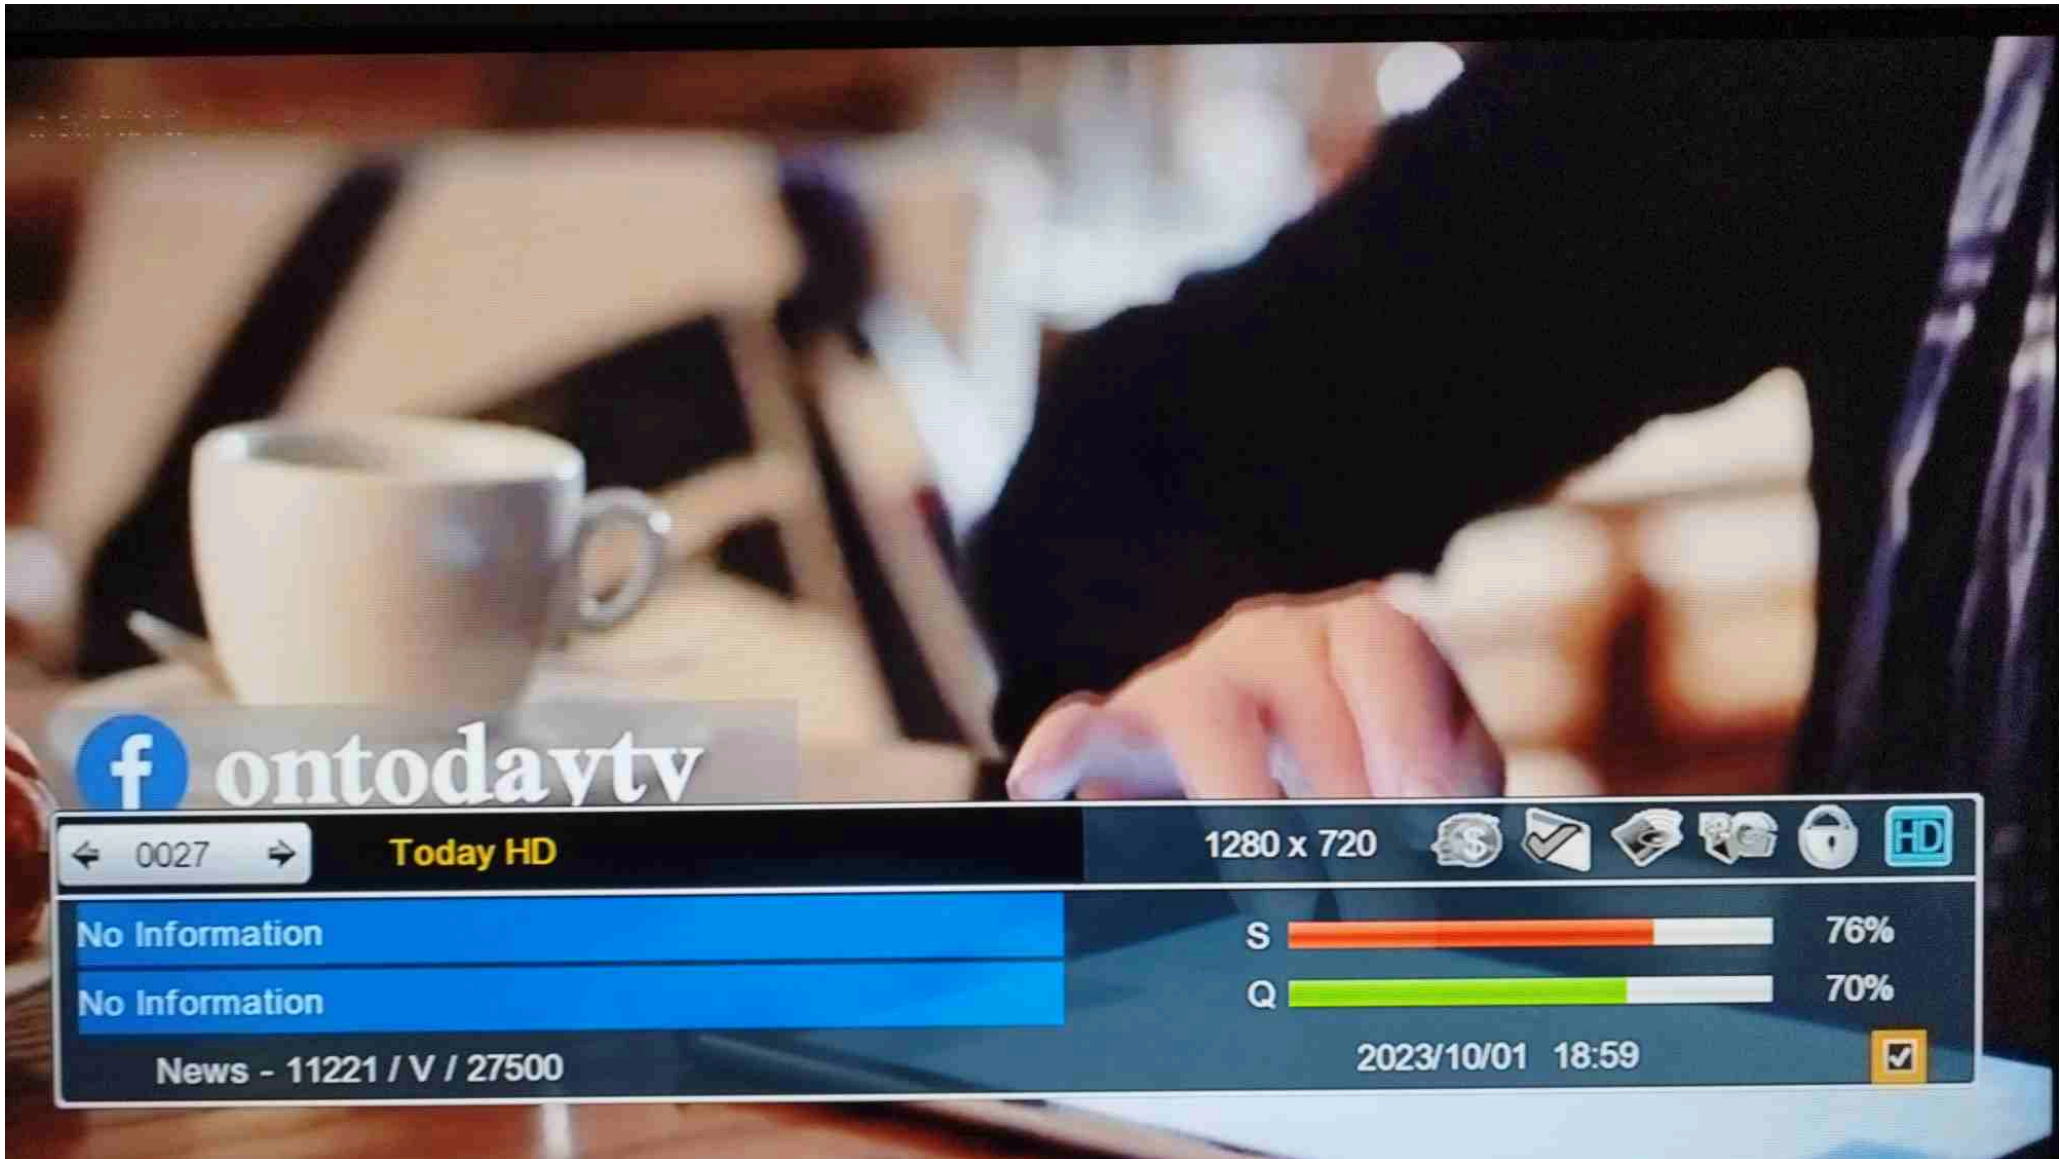 f ontodaytv
0027 Today HD 1280 x 720 HD
No Information S 76%
No Information Q 70%
News - 11221 / V / 27500 2023/10/01 18:59